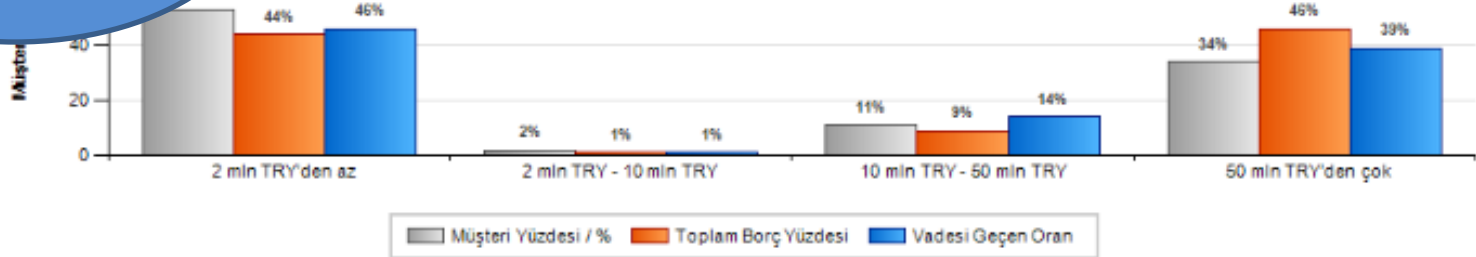 44% 46% 46%
34% 39%
40
20 11% 9% 14%
2% 1% 1%
0
2 mln TRY'den az 2 mln TRY - 10 mln TRY 10 mln TRY - 50 mln TRY 50 mln TRY'den çok
Müşteri Yüzdesi / % Toplam Borç Yüzdesi Vadesi Geçen Oran